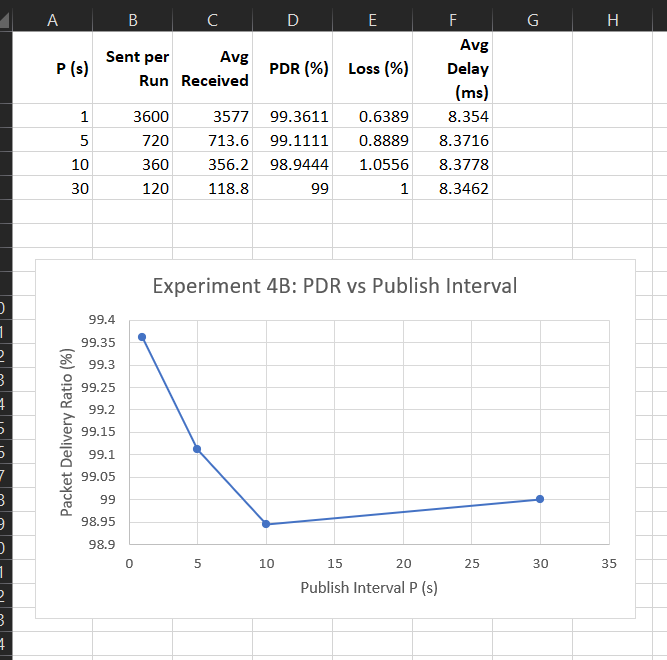 A B C D E F G H
P (s) Sent per Run Avg Received PDR (%) Loss (%) Avg Delay (ms)
1 3600 3577 99.3611 0.6389 8.354
5 720 713.6 99.1111 0.8889 8.3716
10 360 356.2 98.9444 1.0556 8.3778
30 120 118.8 99 1 8.3462
Experiment 4B: PDR vs Publish Interval
Packet Delivery Ratio (%)
99.4
99.35
99.3
99.25
99.2
99.15
99.1
99.05
99
98.95
98.9
0 5 10 15 20 25 30 35
Publish Interval P (s)